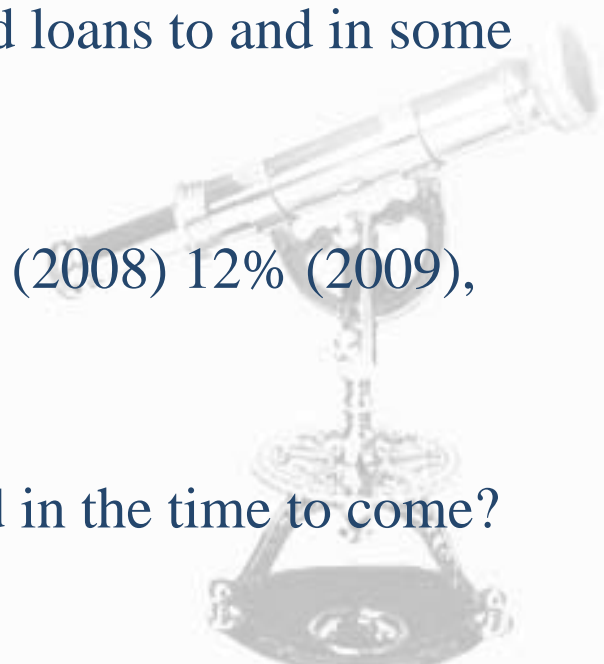 loans to and in some
(2008) 12% (2009),
in the time to come?